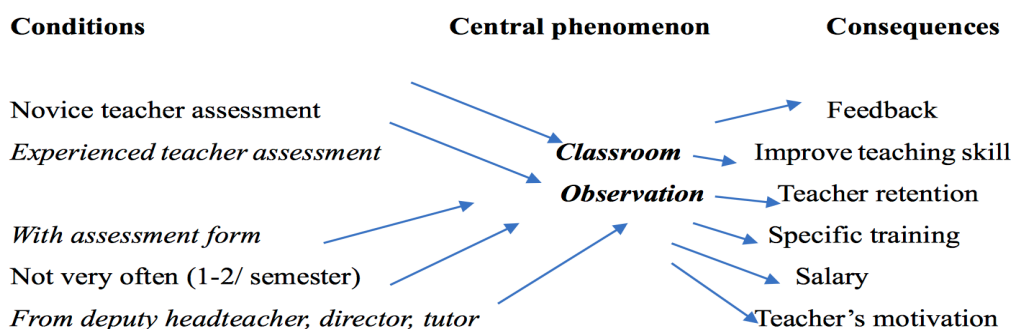 Conditions Central phenomenon Consequences
Novice teacher assessment Feedback
Experienced teacher assessment Classroom Improve teaching skill
Observation Teacher retention
With assessment form Specific training
Not very often (1-2/ semester) Salary
From deputy headteacher, director, tutor Teacher's motivation